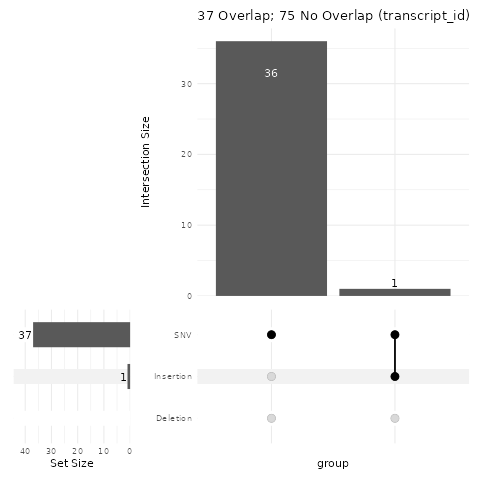 37 Overlap; 75 No Overlap (transcript_id)
Intersection Size
30
20
10
0
36
1
SNV
Insertion
Deletion
37
1
40 30 20 10 0
Set Size
group